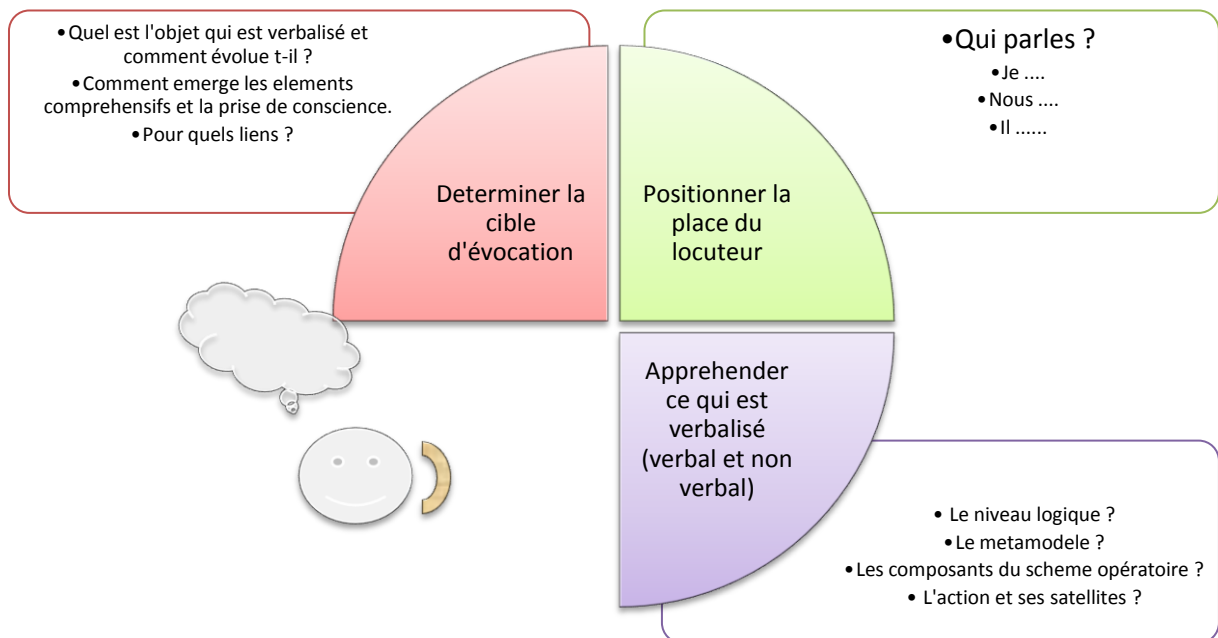 •Quel est l'objet qui est verbalisé et
comment évolue t-il ?
•Comment emerge les elements
comprehensifs et la prise de conscience.
•Pour quels liens ?
Determiner la
cible
d'évocation
•Qui parles ?
•Je ....
•Nous ....
•Il ......
Positionner la
place du
locuteur
Apprehender
ce qui est
verbalisé
(verbal et non
verbal)
• Le niveau logique ?
•Le metamodele ?
•Les composants du scheme opératoire ?
• L'action et ses satellites ?